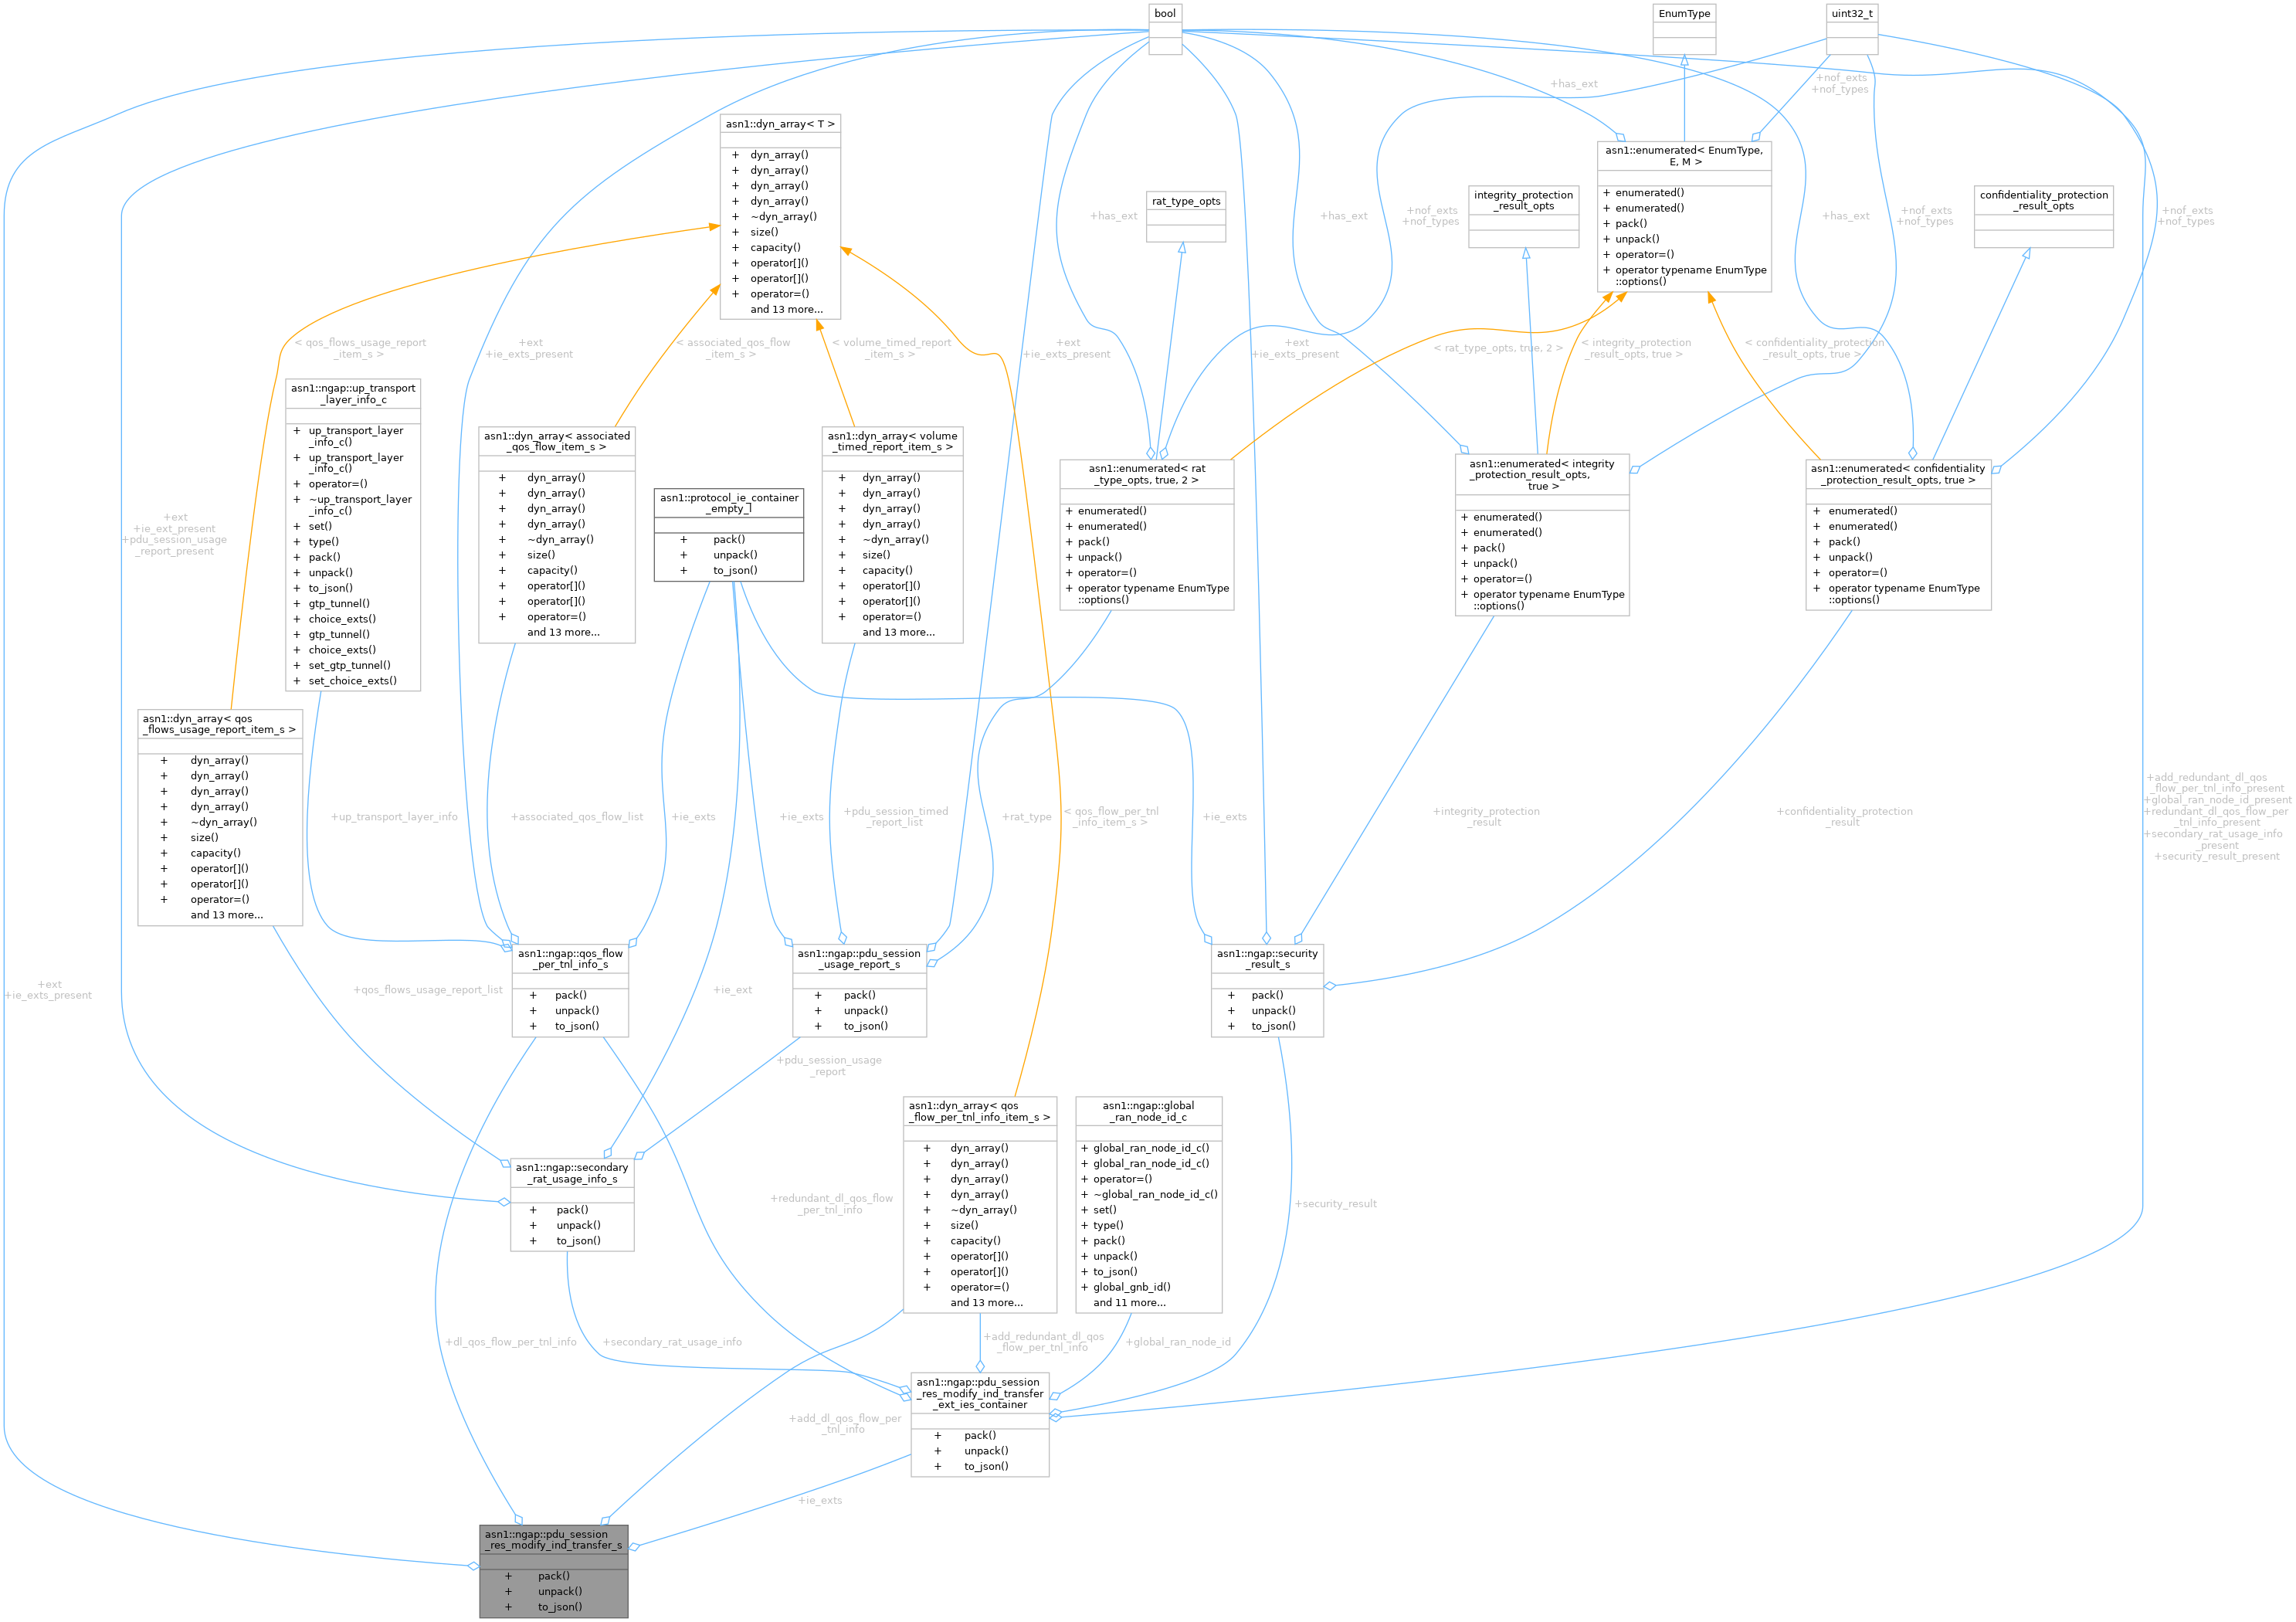 bool
EnumType
uint32_t
+has_ext
+nof_exts
+nof_types
asn1::dyn_array< T >
+ dyn_array()
+ dyn_array()
+ dyn_array()
+ dyn_array()
+ ~dyn_array()
+ size()
+ capacity()
+ operator[]()
+ operator[]()
+ operator=()
and 13 more...
asn1::enumerated< EnumType,
E, M >
+ enumerated()
+ enumerated()
+ pack()
+ unpack()
+ operator=()
+ operator typename EnumType
::options()
rat_type_opts
integrity_protection
_result_opts
confidentiality_protection
_result_opts
+has_ext
+has_ext
+nof_exts
+nof_types
+has_ext
+nof_exts
+nof_types
+nof_exts
+nof_types
< qos_flows_usage_report
_item_s >
+ext
+ie_exts_present
< associated_qos_flow
_item_s >
< volume_timed_report
_item_s >
+ext
+ie_exts_present
+ext
+ie_exts_present
< rat_type_opts, true, 2 >
< integrity_protection
_result_opts, true >
< confidentiality_protection
_result_opts, true >
asn1::ngap::up_transport
_layer_info_c
+ up_transport_layer
_info_c()
+ up_transport_layer
_info_c()
+ operator=()
+ ~up_transport_layer
_info_c()
+ set()
+ type()
+ pack()
+ unpack()
+ to_json()
+ gtp_tunnel()
+ choice_exts()
+ gtp_tunnel()
+ choice_exts()
+ set_gtp_tunnel()
+ set_choice_exts()
asn1::dyn_array< associated
_qos_flow_item_s >
+ dyn_array()
+ dyn_array()
+ dyn_array()
+ dyn_array()
+ ~dyn_array()
+ size()
+ capacity()
+ operator[]()
+ operator[]()
+ operator=()
and 13 more...
asn1::protocol_ie_container
_empty_l
+ pack()
+ unpack()
+ to_json()
asn1::dyn_array< volume
_timed_report_item_s >
+ dyn_array()
+ dyn_array()
+ dyn_array()
+ dyn_array()
+ ~dyn_array()
+ size()
+ capacity()
+ operator[]()
+ operator[]()
+ operator=()
and 13 more...
asn1::enumerated< rat
_type_opts, true, 2 >
+ enumerated()
+ enumerated()
+ pack()
+ unpack()
+ operator=()
+ operator typename EnumType
::options()
asn1::enumerated< integrity
_protection_result_opts,
true >
+ enumerated()
+ enumerated()
+ pack()
+ unpack()
+ operator=()
+ operator typename EnumType
::options()
asn1::enumerated< confidentiality
_protection_result_opts, true >
+ enumerated()
+ enumerated()
+ pack()
+ unpack()
+ operator=()
+ operator typename EnumType
::options()
+ext
+ie_ext_present
+pdu_session_usage
_report_present
asn1::dyn_array< qos
_flows_usage_report_item_s >
+ dyn_array()
+ dyn_array()
+ dyn_array()
+ dyn_array()
+ ~dyn_array()
+ size()
+ capacity()
+ operator[]()
+ operator[]()
+ operator=()
and 13 more...
+up_transport_layer_info
+associated_qos_flow_list
+ie_exts
+ie_exts
+pdu_session_timed
_report_list
+rat_type
< qos_flow_per_tnl
_info_item_s >
+ie_exts
+integrity_protection
_result
+confidentiality_protection
_result
+add_redundant_dl_qos
_flow_per_tnl_info_present
+global_ran_node_id_present
+redundant_dl_qos_flow_per
_tnl_info_present
+secondary_rat_usage_info
_present
+security_result_present
+ext
+ie_exts_present
+qos_flows_usage_report_list
asn1::ngap::qos_flow
_per_tnl_info_s
+ pack()
+ unpack()
+ to_json()
+ie_ext
asn1::ngap::pdu_session
_usage_report_s
+ pack()
+ unpack()
+ to_json()
asn1::ngap::security
_result_s
+ pack()
+ unpack()
+ to_json()
+pdu_session_usage
_report
asn1::ngap::secondary
_rat_usage_info_s
+ pack()
+ unpack()
+ to_json()
+redundant_dl_qos_flow
_per_tnl_info
asn1::dyn_array< qos
_flow_per_tnl_info_item_s >
+ dyn_array()
+ dyn_array()
+ dyn_array()
+ dyn_array()
+ ~dyn_array()
+ size()
+ capacity()
+ operator[]()
+ operator[]()
+ operator=()
and 13 more...
asn1::ngap::global
_ran_node_id_c
+ global_ran_node_id_c()
+ global_ran_node_id_c()
+ operator=()
+ ~global_ran_node_id_c()
+ set()
+ type()
+ pack()
+ unpack()
+ to_json()
+ global_gnb_id()
and 11 more...
+security_result
+dl_qos_flow_per_tnl_info
+secondary_rat_usage_info
+add_redundant_dl_qos
_flow_per_tnl_info
+global_ran_node_id
+add_dl_qos_flow_per
_tnl_info
asn1::ngap::pdu_session
_res_modify_ind_transfer
_ext_ies_container
+ pack()
+ unpack()
+ to_json()
+ie_exts
asn1::ngap::pdu_session
_res_modify_ind_transfer_s
+ pack()
+ unpack()
+ to_json()